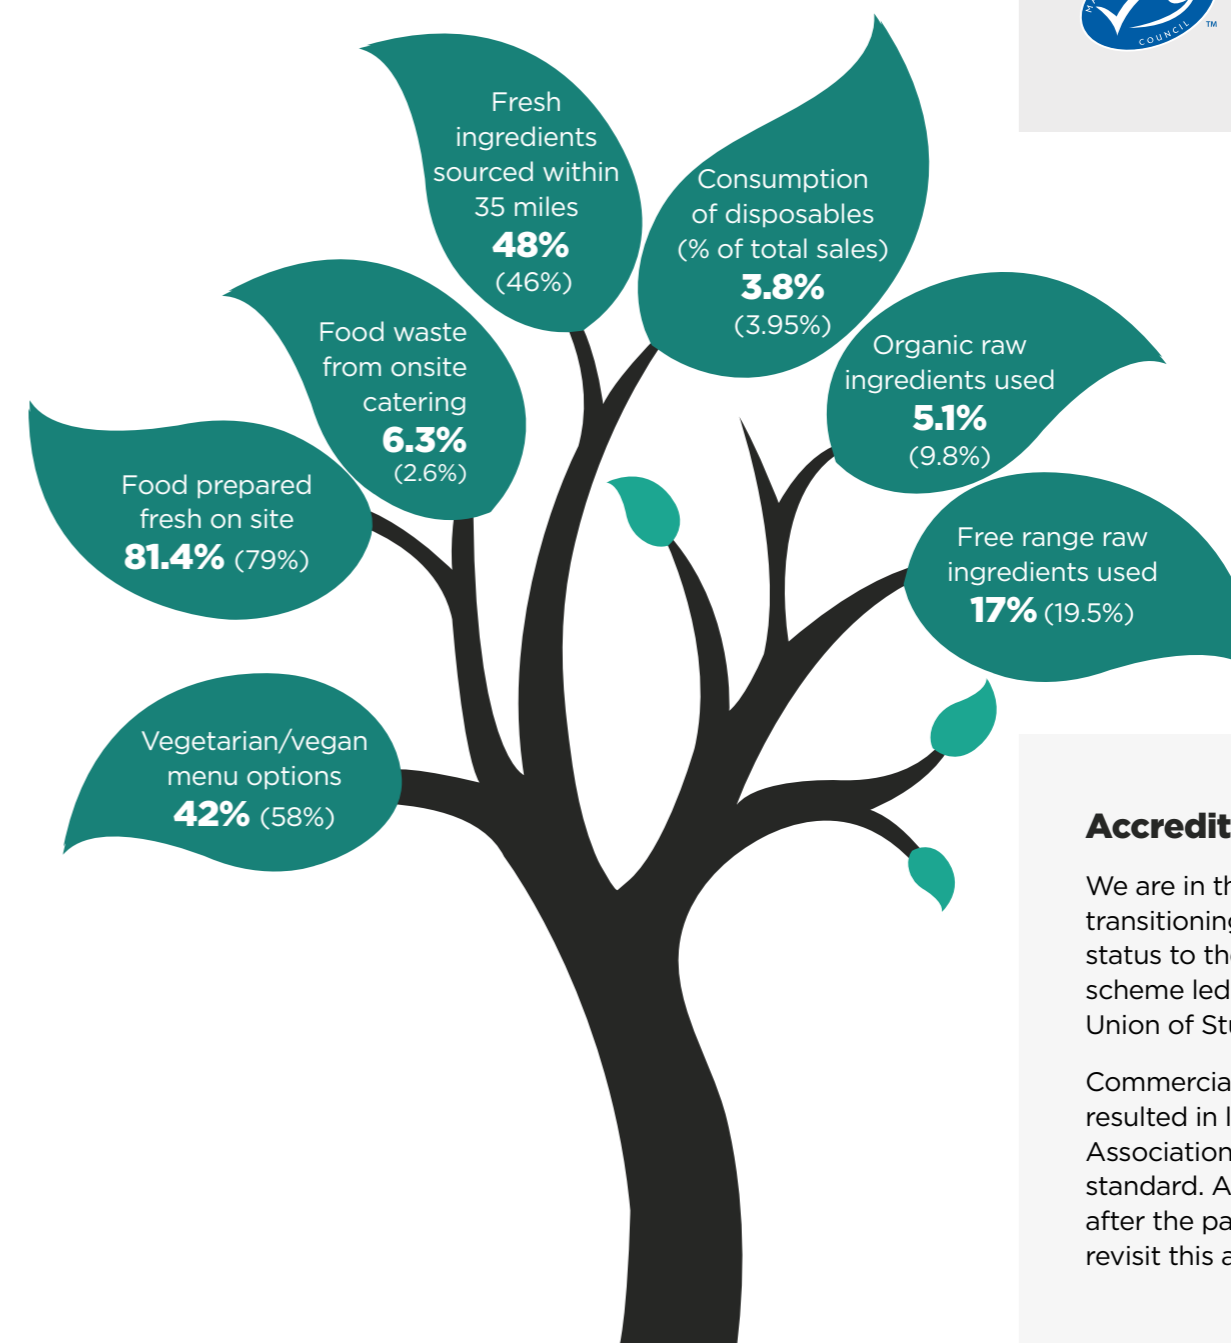 COUNCIL
TM
Fresh
ingredients
sourced within
35 miles
48%
(46%)
Consumption
of disposables
(% of total sales)
3.8%
(3.95%)
Food waste
from onsite
catering
6.3%
(2.6%)
Organic raw
ingredients used
5.1%
(9.8%)
Food prepared
fresh on site
81.4% (79%)
Free range raw
ingredients used
17% (19.5%)
Vegetarian/vegan
menu options
42% (58%)
Accredit
We are in th
transitioning
status to the
scheme led
Union of Stu
Commercia
resulted in l
Association
standard. A
after the pa
revisit this a